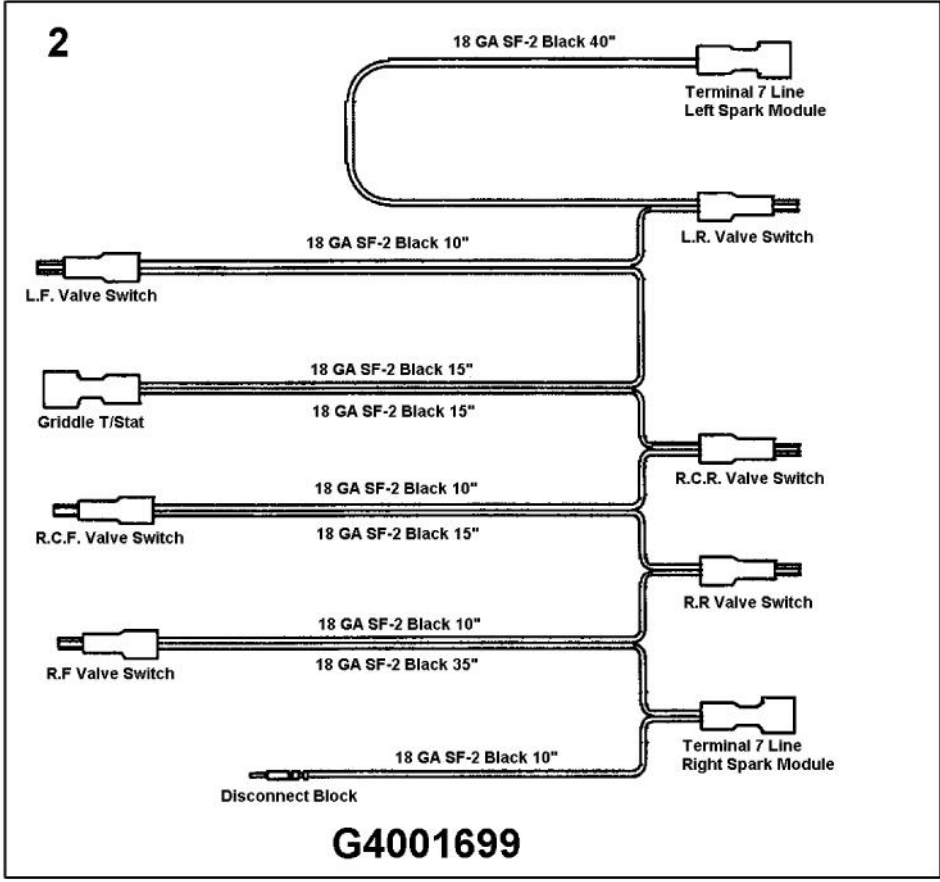 2
18 GA SF-2 Black 40"
Terminal 7 Line
Left Spark Module
L.R. Valve Switch
18 GA SF-2 Black 10"
L.F. Valve Switch
18 GA SF-2 Black 15"
18 GA SF-2 Black 15"
Griddle T/Stat
R.C.R. Valve Switch
18 GA SF-2 Black 10"
18 GA SF-2 Black 15"
R.C.F. Valve Switch
R.R Valve Switch
18 GA SF-2 Black 10"
18 GA SF-2 Black 35"
R.F Valve Switch
Terminal 7 Line
Right Spark Module
18 GA SF-2 Black 10"
Disconnect Block
G4001699